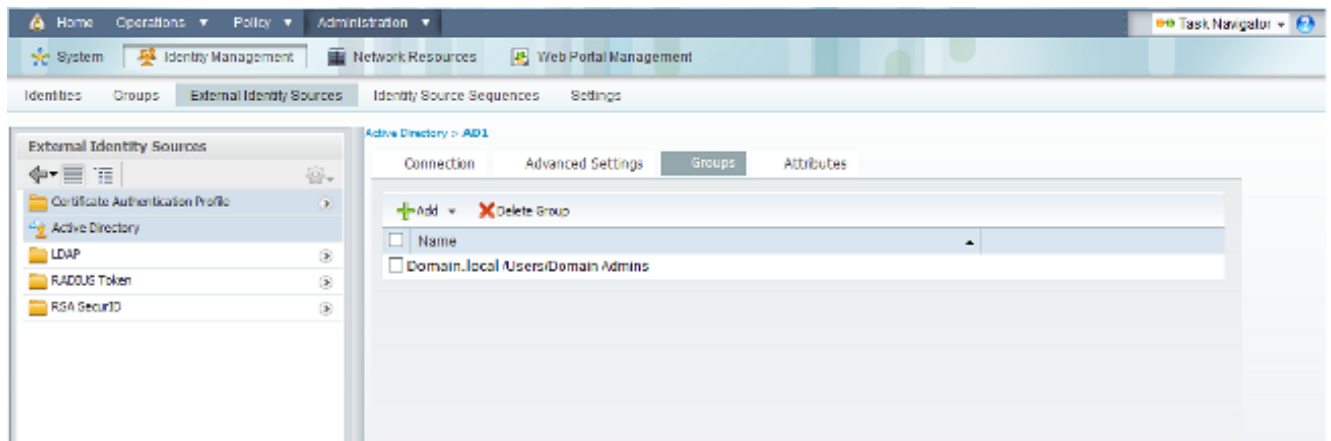 Home Operations Policy Administration Task Navigator
System Identity Management Network Resources Web Portal Management
Identities Groups External Identity Sources Identity Source Sequences Settings
External Identity Sources
Certificate Authentication Profile
Active Directory
LDAP
RADIUS Token
RSA SecurID
Active Directory > AD1
Connection Advanced Settings Groups Attributes
Add Delete Group
Name
Domain.local/Users/Domain Admins